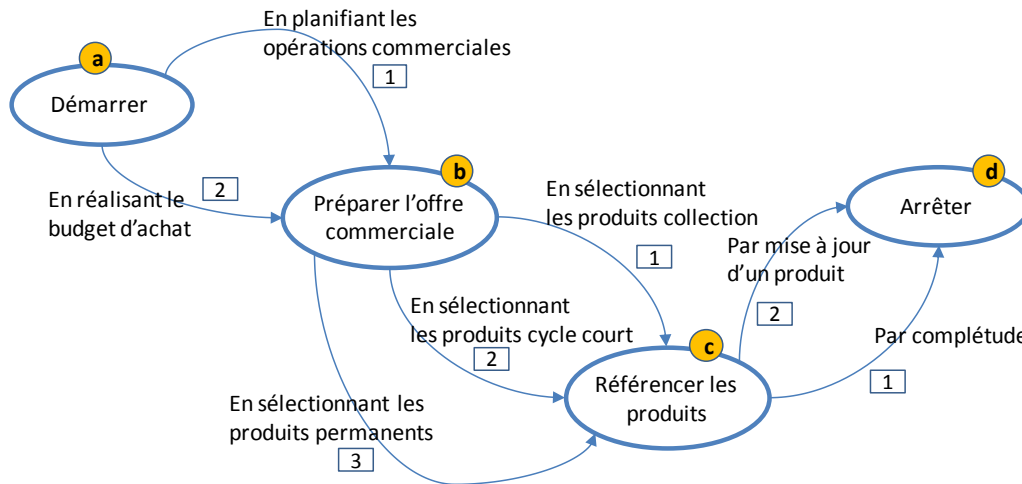 En planifiant les
opérations commerciales
1
a
Démarrer
2
En réalisant le
budget d'achat
b
Préparer l'offre
commerciale
En sélectionnant
les produits collection
1
d
Arrêter
Par mise à jour
d'un produit
2
En sélectionnant
les produits cycle court
2
Par complétude
1
c
Référencer les
produits
En sélectionnant les
produits permanents
3